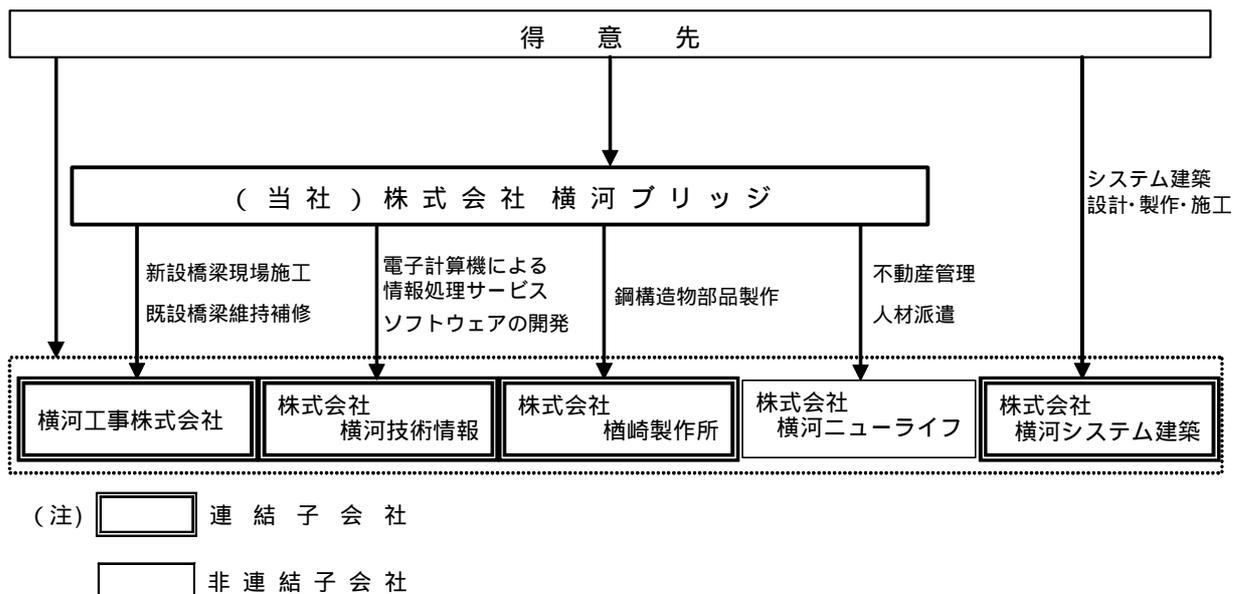 得 意 先
システム建築
設計・製作・施工
(当社)株式会社 横河ブリッジ
新設橋梁現場施工
既設橋梁維持補修
電子計算機による
情報処理サービス
ソフトウェアの開発
鋼構造物部品製作
不動産管理
人材派遣
横河工事株式会社
株式会社
横河技術情報
株式会社
楢崎製作所
株式会社
横河ニューライフ
株式会社
横河システム建築
(注) 連結子会社
非連結子会社